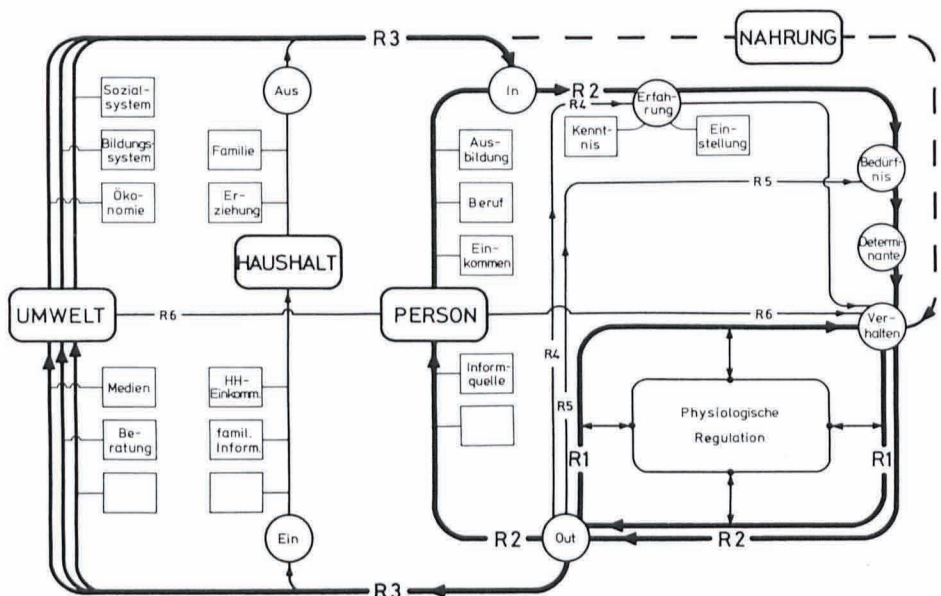 R3
NAHRUNG
Aus
In
R2
R4
Erfah-
rung
Sozial-
system
Kennt-
nis
Ein-
stellung
Bildungs-
system
Familie
Aus-
bildung
Bedürf-
nis
R5
Öko-
nomie
Er-
ziehung
Beruf
HAUSHALT
Ein-
kommen
Determi-
nante
UMWELT
R6
PERSON
R6
Ver-
halten
R4
Medien
HH-
Einkomm.
Inform-
quelle
R5
Physiologische
Regulation
Be-
ratung
famil.
Inform.
R1
R1
Ein
R2
Out
R2
R3